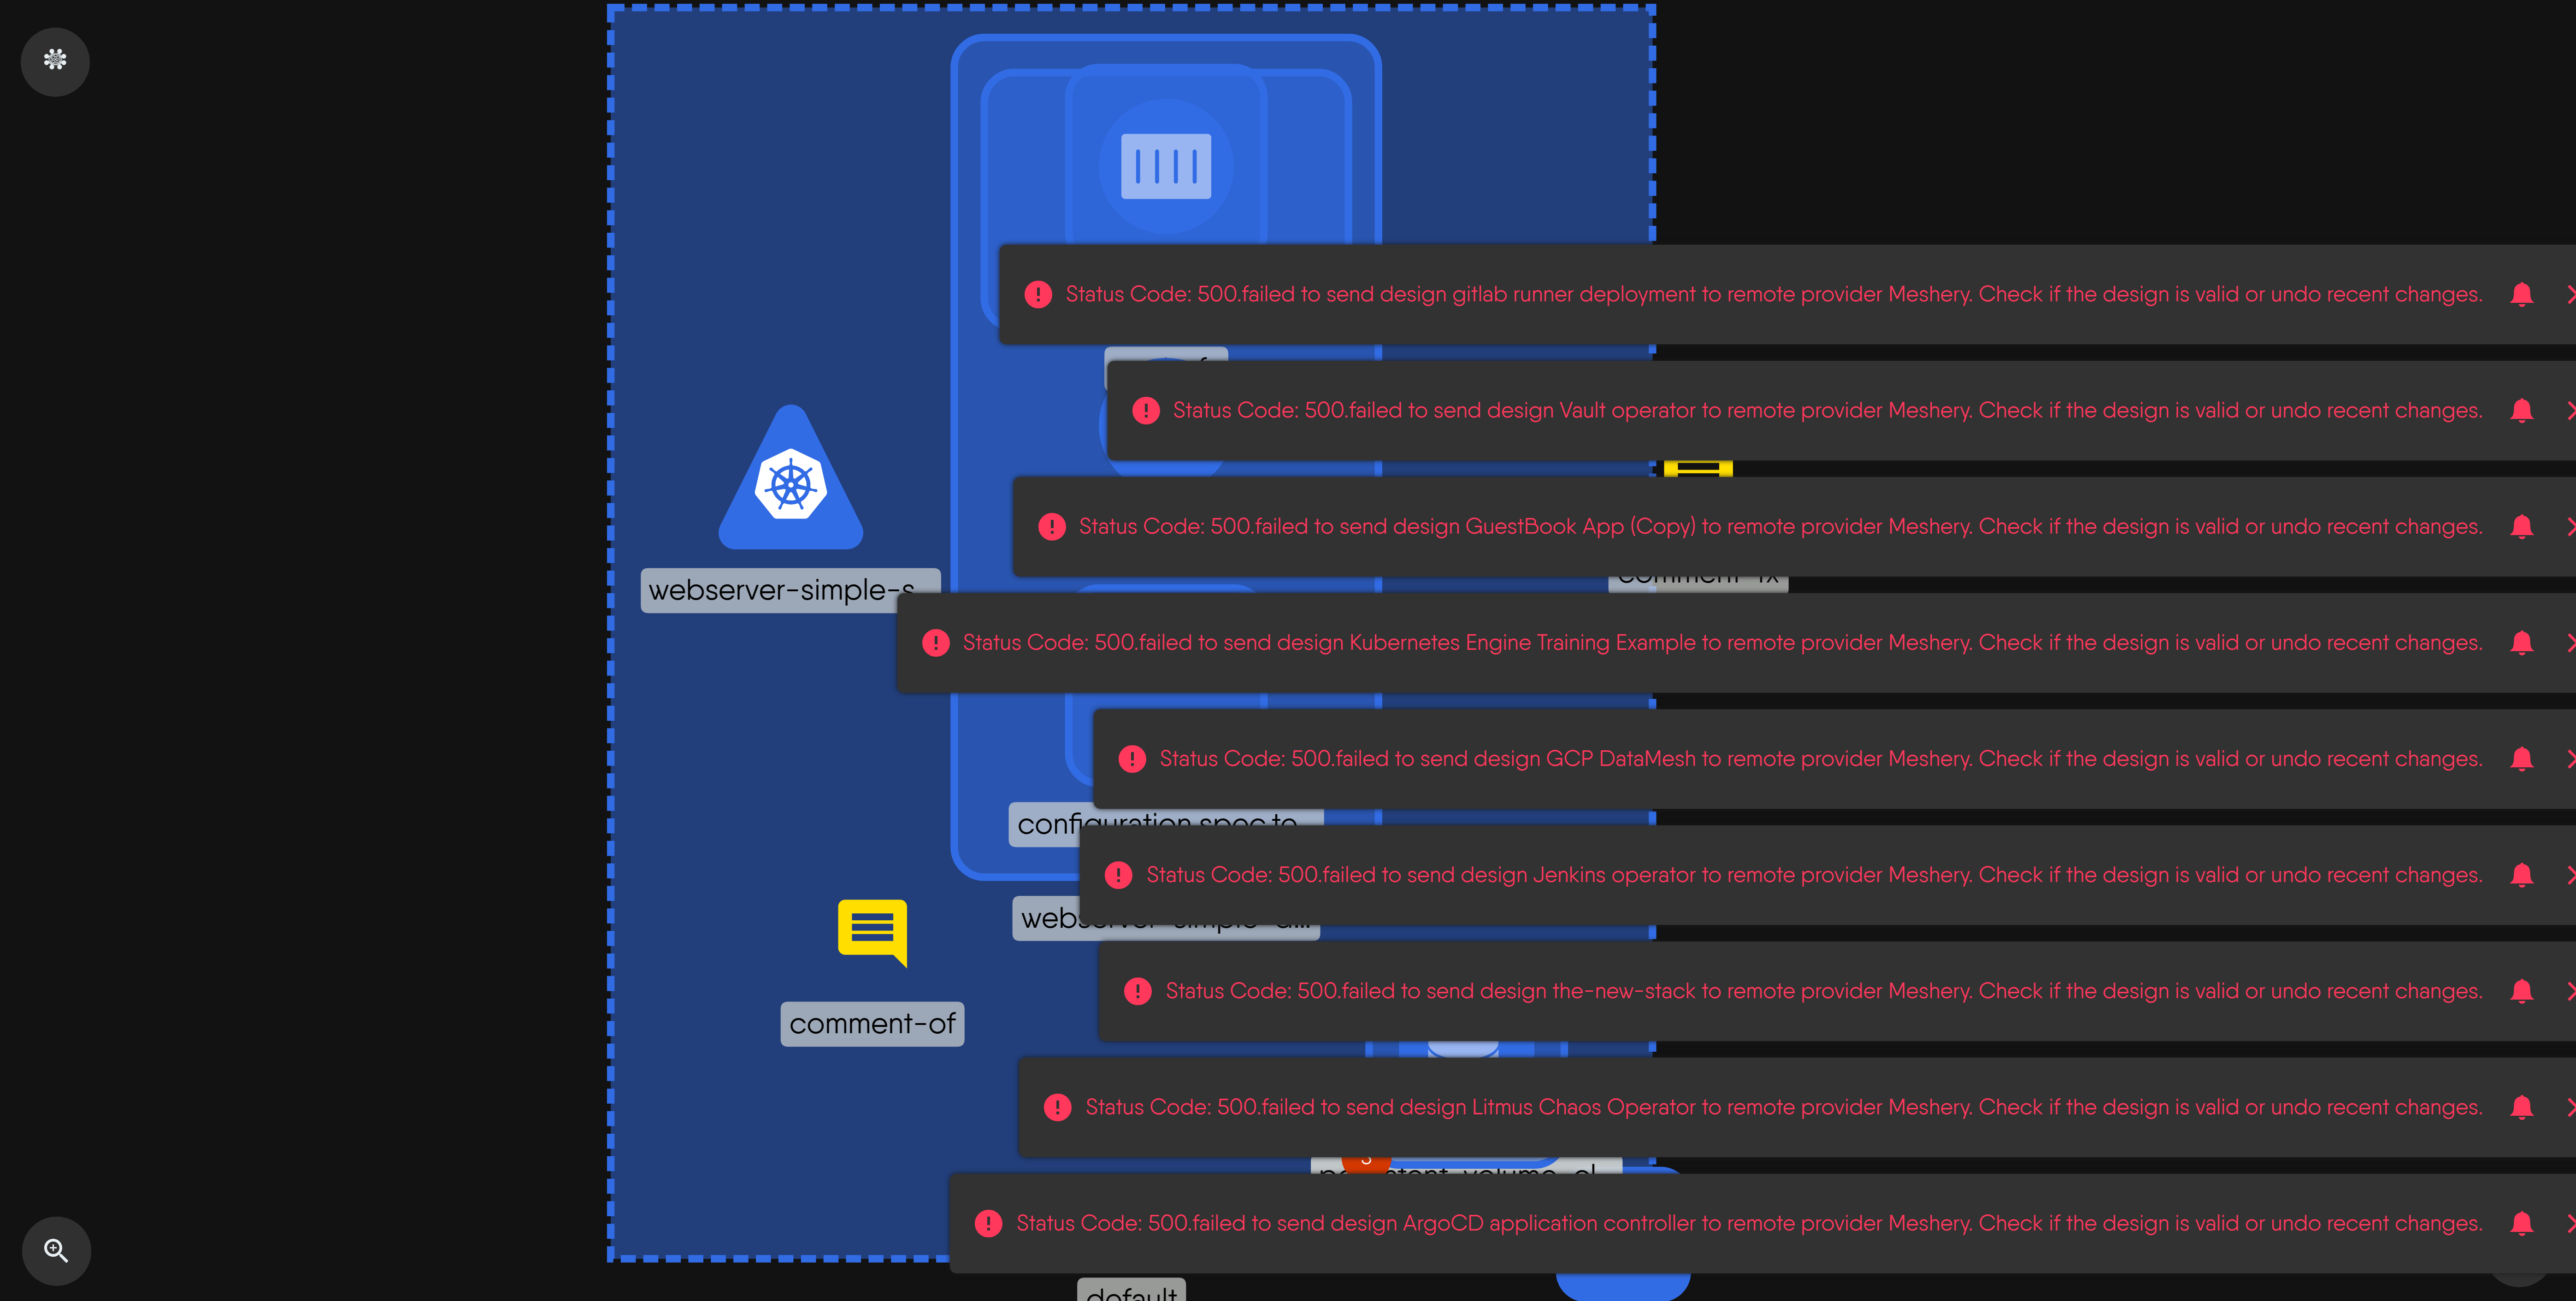 Status Code: 500.failed to send design gitlab runner deployment to remote provider Meshery. Check if the design is valid or undo recent changes.
Status Code: 500.failed to send design Vault operator to remote provider Meshery. Check if the design is valid or undo recent changes.
Status Code: 500.failed to send design GuestBook App (Copy) to remote provider Meshery. Check if the design is valid or undo recent changes.
webserver-simple-s...
Status Code: 500.failed to send design Kubernetes Engine Training Example to remote provider Meshery. Check if the design is valid or undo recent changes.
Status Code: 500.failed to send design GCP DataMesh to remote provider Meshery. Check if the design is valid or undo recent changes.
configuration.spec.te...
Status Code: 500.failed to send design Jenkins operator to remote provider Meshery. Check if the design is valid or undo recent changes.
webserver-simple-d...
Status Code: 500.failed to send design the-new-stack to remote provider Meshery. Check if the design is valid or undo recent changes.
comment-of
Status Code: 500.failed to send design Litmus Chaos Operator to remote provider Meshery. Check if the design is valid or undo recent changes.
Status Code: 500.failed to send design ArgoCD application controller to remote provider Meshery. Check if the design is valid or undo recent changes.
default